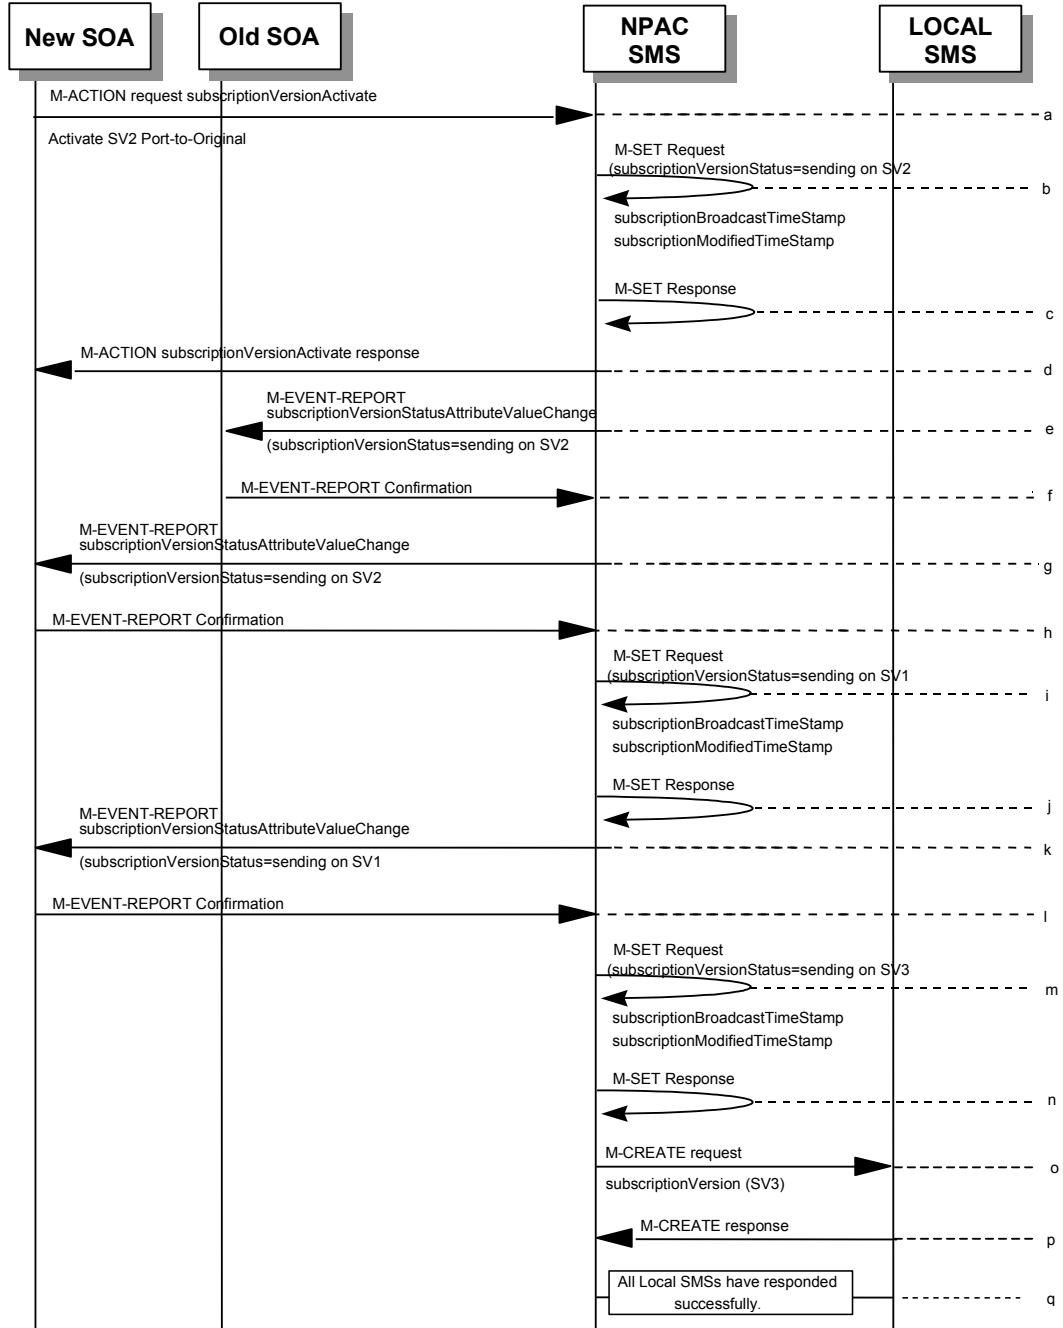 New SOA
Old SOA
NPAC
SMS
LOCAL
SMS
M-ACTION request subscriptionVersionActivate
a
Activate SV2 Port-to-Original
M-SET Request
(subscriptionVersionStatus=sending on SV2
b
subscriptionBroadcastTimeStamp
subscriptionModifiedTimeStamp
M-SET Response
c
M-ACTION subscriptionVersionActivate response
d
M-EVENT-REPORT
subscriptionVersionStatusAttributeValueChange
e
(subscriptionVersionStatus=sending on SV2
M-EVENT-REPORT Confirmation
f
M-EVENT-REPORT
subscriptionVersionStatusAttributeValueChange
g
(subscriptionVersionStatus=sending on SV2
M-EVENT-REPORT Confirmation
h
M-SET Request
(subscriptionVersionStatus=sending on SV1
i
subscriptionBroadcastTimeStamp
subscriptionModifiedTimeStamp
M-SET Response
j
M-EVENT-REPORT
subscriptionVersionStatusAttributeValueChange
k
(subscriptionVersionStatus=sending on SV1
M-EVENT-REPORT Confirmation
l
M-SET Request
(subscriptionVersionStatus=sending on SV3
m
subscriptionBroadcastTimeStamp
subscriptionModifiedTimeStamp
M-SET Response
n
M-CREATE request
o
subscriptionVersion (SV3)
M-CREATE response
p
All Local SMSs have responded
successfully.
q